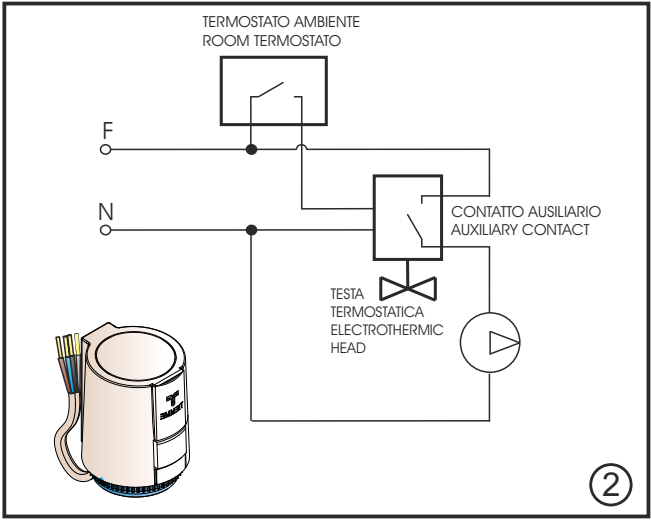 TERMOSTATO AMBIENTE
ROOM TERMOSTATO
F
N
CONTATTO AUSILIARIO
AUXILIARY CONTACT
TESTA
TERMOSTATICA
ELECTROTHERMIC
HEAD
2